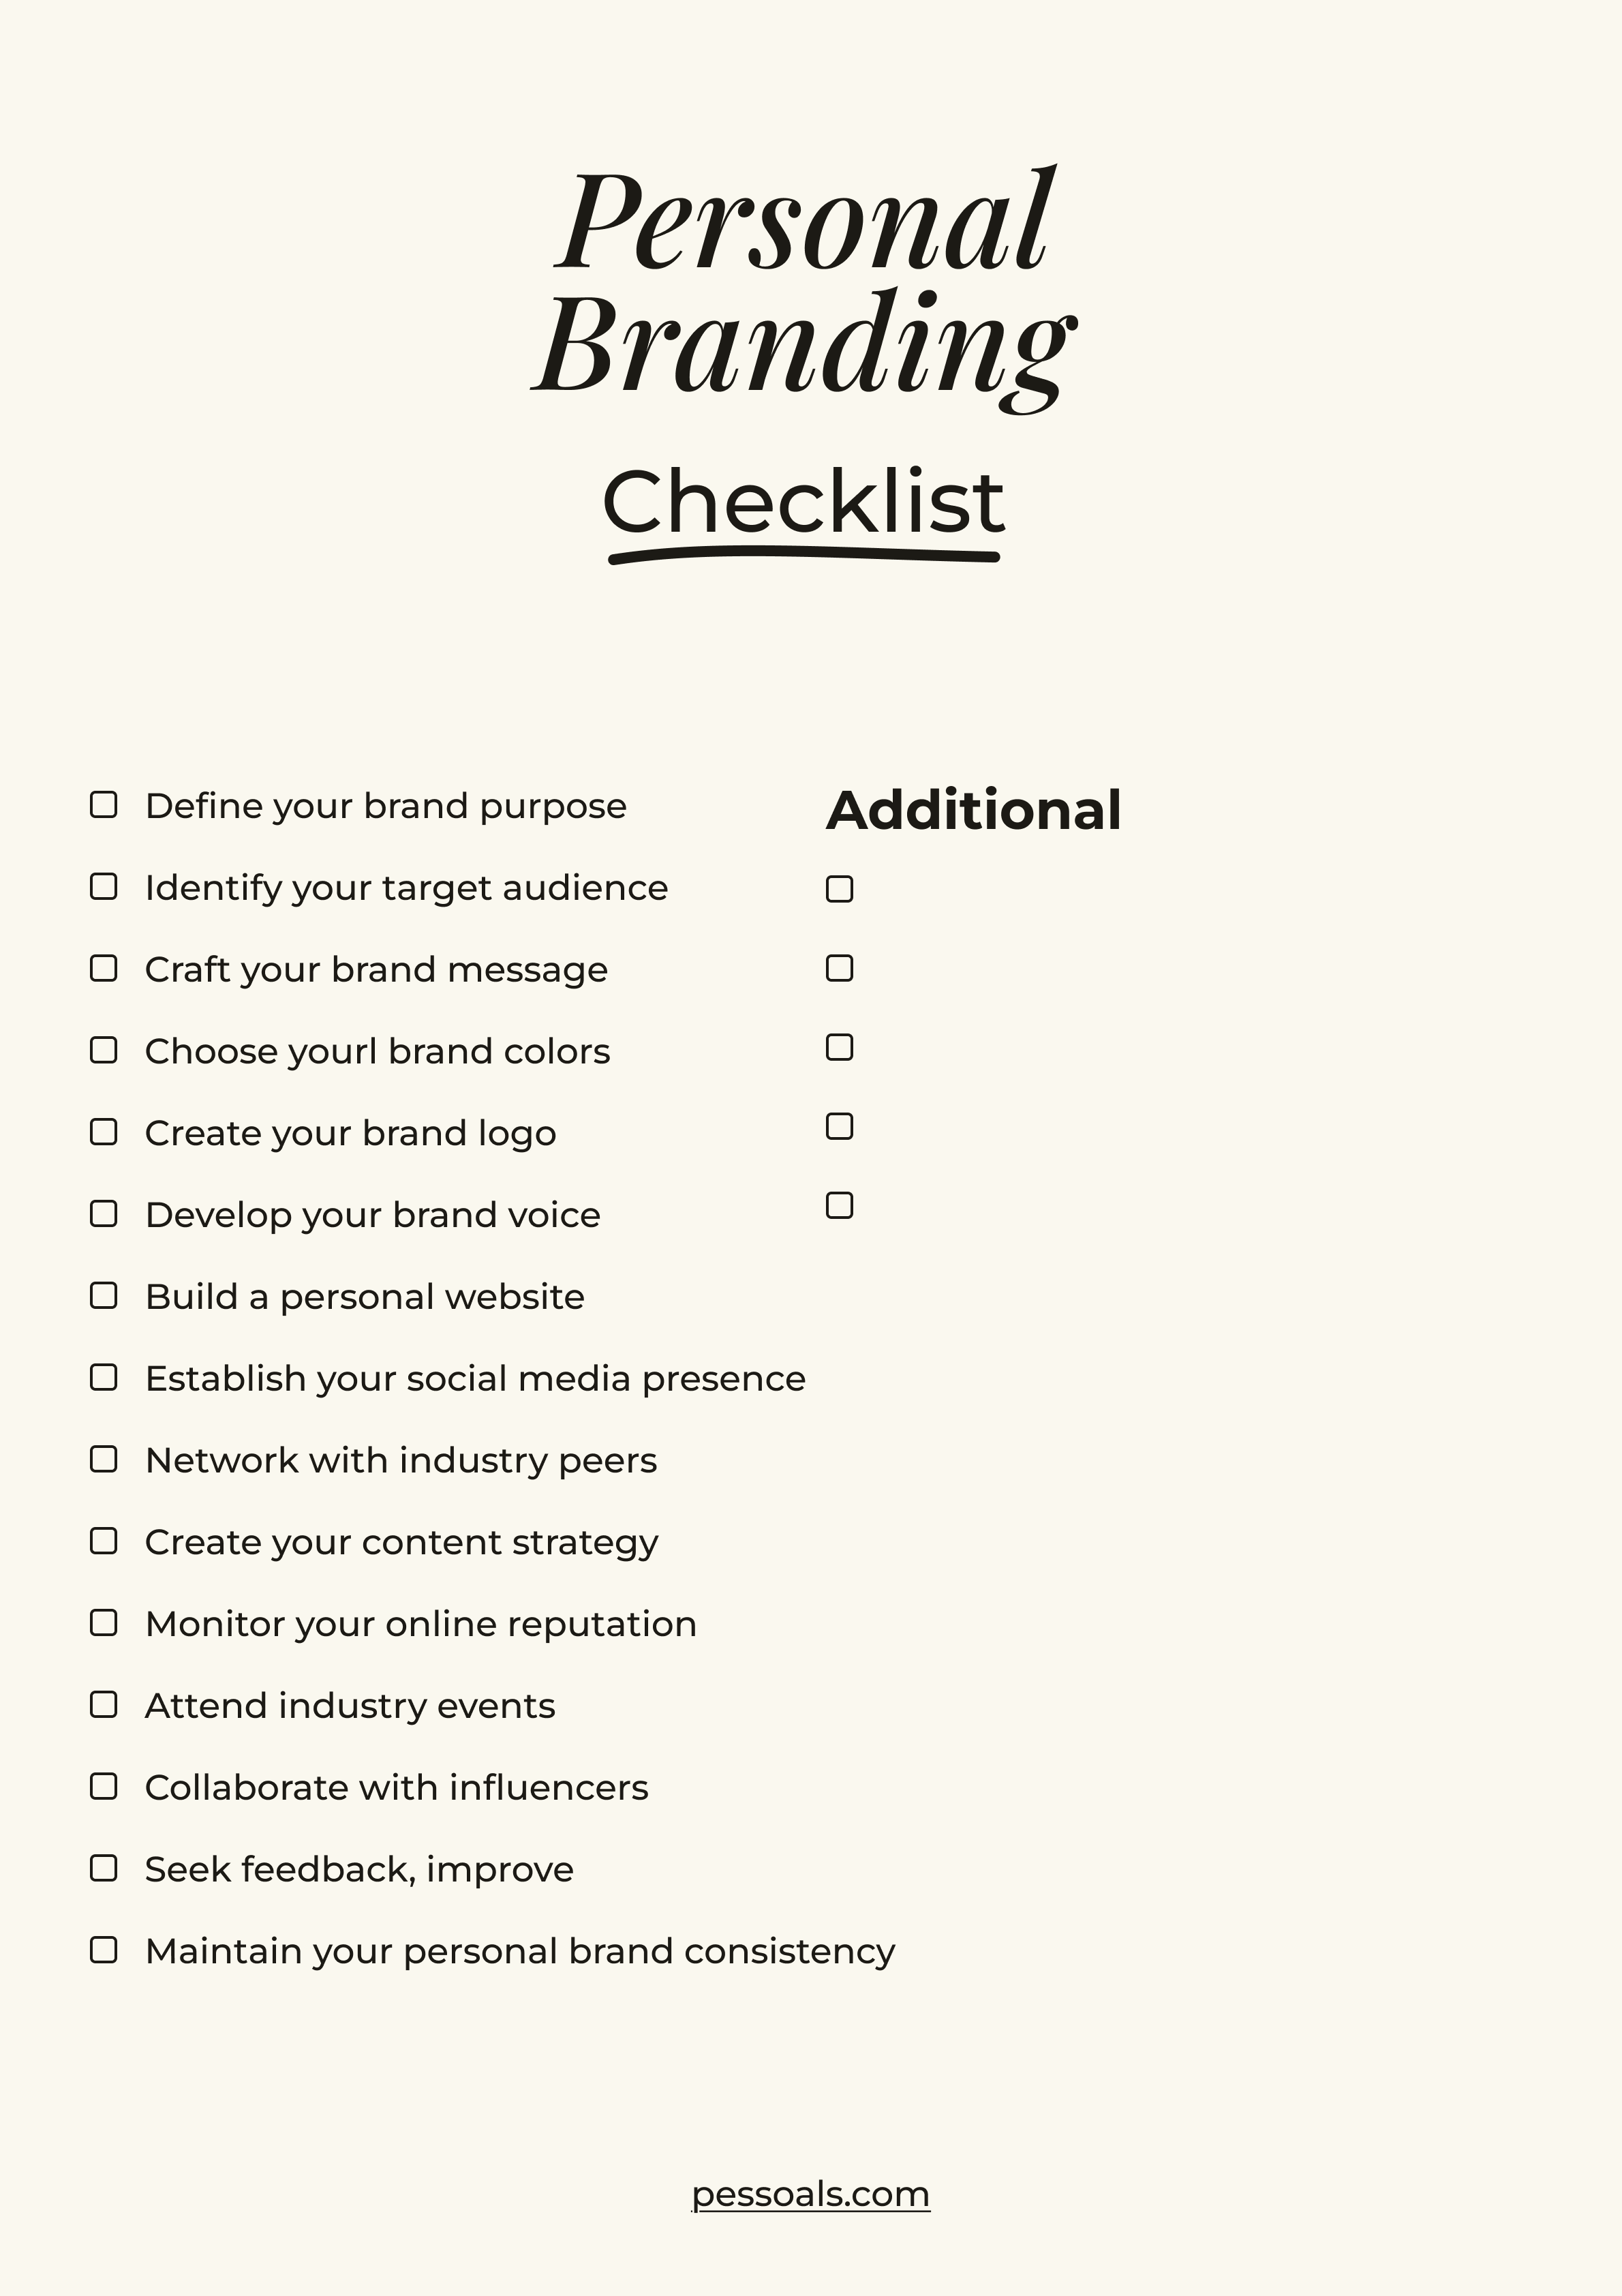 Personal
Branding
Checklist
Define your brand purpose
Identify your target audience
Craft your brand message
Choose yourl brand colors
Create your brand logo
Develop your brand voice
Build a personal website
Establish your social media presence
Network with industry peers
Create your content strategy
Monitor your online reputation
Attend industry events
Collaborate with influencers
Seek feedback, improve
Maintain your personal brand consistency
Additional
pessoals.com